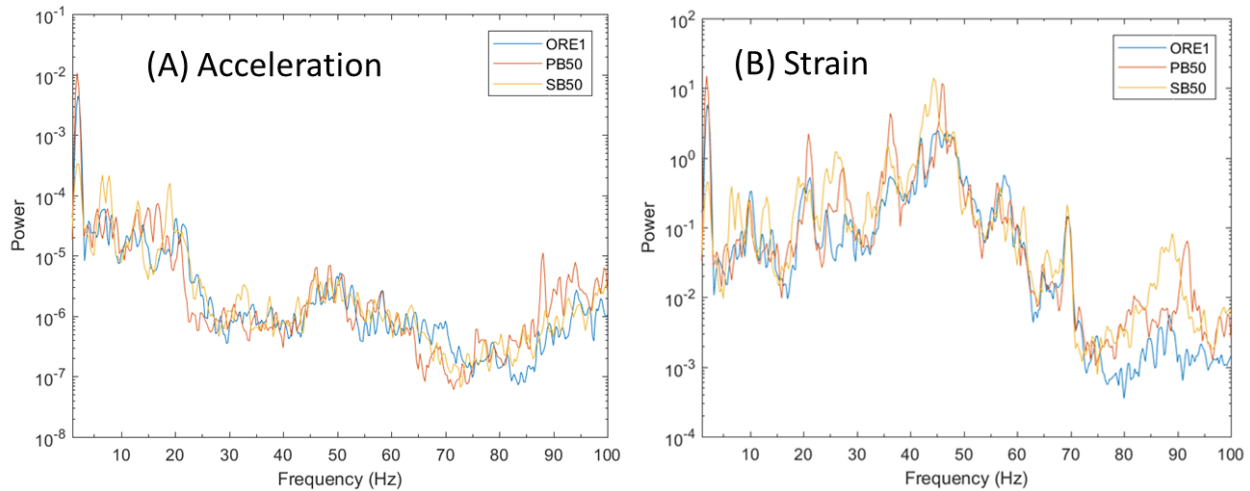 (A) Acceleration
ORE1
PB50
SB50
Power
10⁻¹
10⁻²
10⁻³
10⁻⁴
10⁻⁵
10⁻⁶
10⁻⁷
10⁻⁸
10 20 30 40 50 60 70 80 90 100
Frequency (Hz)
(B) Strain
ORE1
PB50
SB50
Power
10²
10¹
10⁰
10⁻¹
10⁻²
10⁻³
10⁻⁴
10 20 30 40 50 60 70 80 90 100
Frequency (Hz)